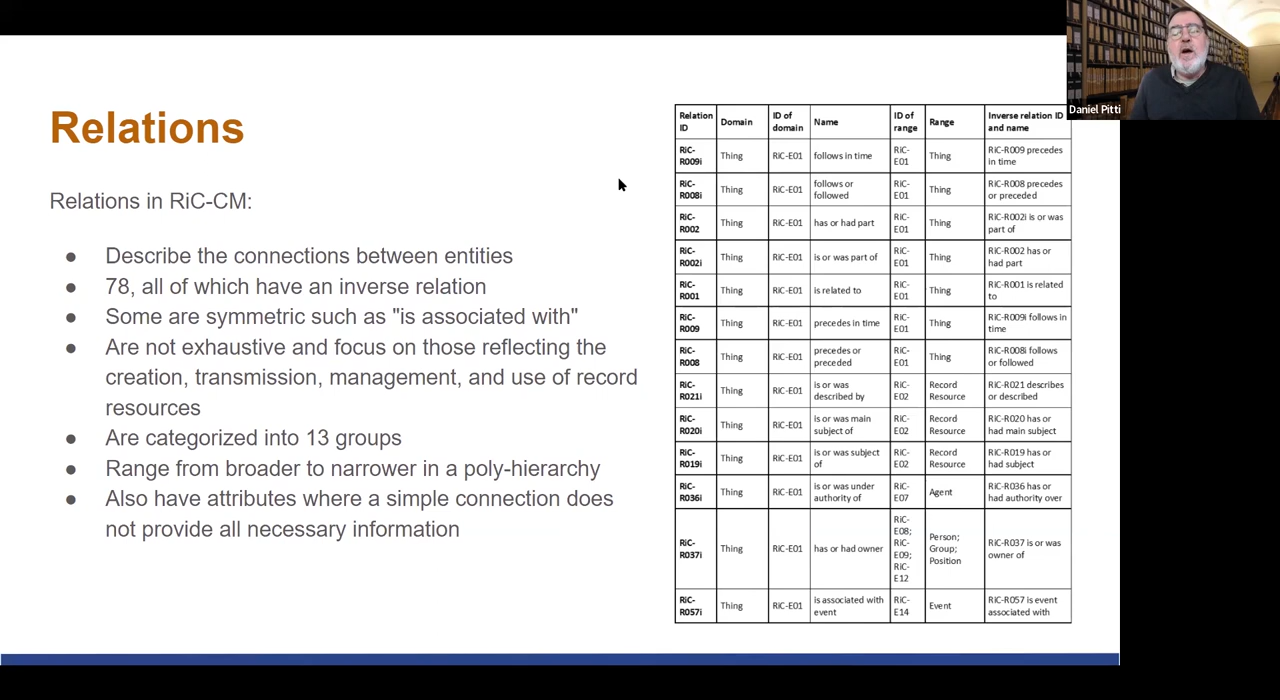 Daniel Pitti
Relations
Relations in RiC-CM:
● Describe the connections between entities
● 78, all of which have an inverse relation
● Some are symmetric such as "is associated with"
● Are not exhaustive and focus on those reflecting the
creation, transmission, management, and use of record
resources
● Are categorized into 13 groups
● Range from broader to narrower in a poly-hierarchy
● Also have attributes where a simple connection does
not provide all necessary information
Relation ID Domain ID of domain Name ID of range Range Inverse relation ID and name
RiC-R009i Thing RiC-E01 follows in time RiC-E01 Thing RiC-R009 precedes in time
RiC-R008i Thing RiC-E01 follows or followed RiC-E01 Thing RiC-R008 precedes or preceded
RiC-R002 Thing RiC-E01 has or had part RiC-E01 Thing RiC-R002i is or was part of
RiC-R002i Thing RiC-E01 is or was part of RiC-E01 Thing RiC-R002 has or had part
RiC-R001 Thing RiC-E01 is related to RiC-E01 Thing RiC-R001 is related to
RiC-R009 Thing RiC-E01 precedes in time RiC-E01 Thing RiC-R009i follows in time
RiC-R008 Thing RiC-E01 precedes or preceded RiC-E01 Thing RiC-R008i follows or followed
RiC-R021i Thing RiC-E01 is or was described by RiC-E02 Record Resource RiC-R021 describes or described
RiC-R020i Thing RiC-E01 is or was main subject of RiC-E02 Record Resource RiC-R020 has or had main subject
RiC-R019i Thing RiC-E01 is or was subject of RiC-E02 Record Resource RiC-R019 has or had subject
RiC-R036i Thing RiC-E01 is or was under authority of RiC-E07 Agent RiC-R036 has or had authority over
RiC-R037i Thing RiC-E01 has or had owner RiC-E08; RiC-E09; RiC-E12 Person; Group; Position RiC-R037 is or was owner of
RiC-R057i Thing RiC-E01 is associated with event RiC-E14 Event RiC-R057 is event associated with